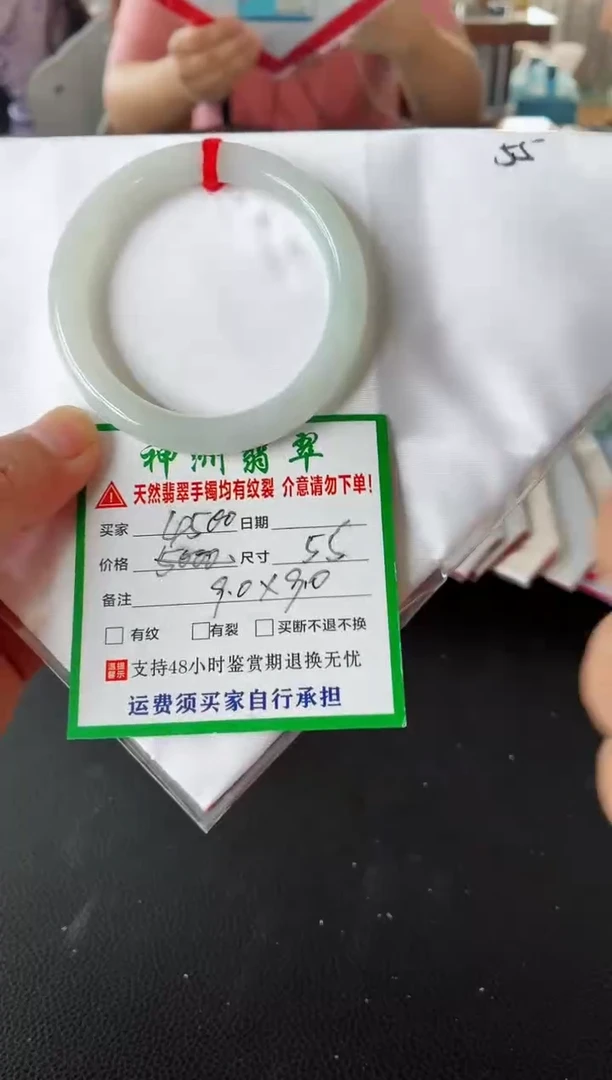 神洲翡翠
天然翡翠手镯均有纹裂 介意请勿下单!
买家 4500 日期
价格 5000、 尺寸 55
备注 9.0×9.0
有纹 有裂 买断不退不换
温馨提示 支持48小时鉴赏期退换无忧
运费须买家自行承担